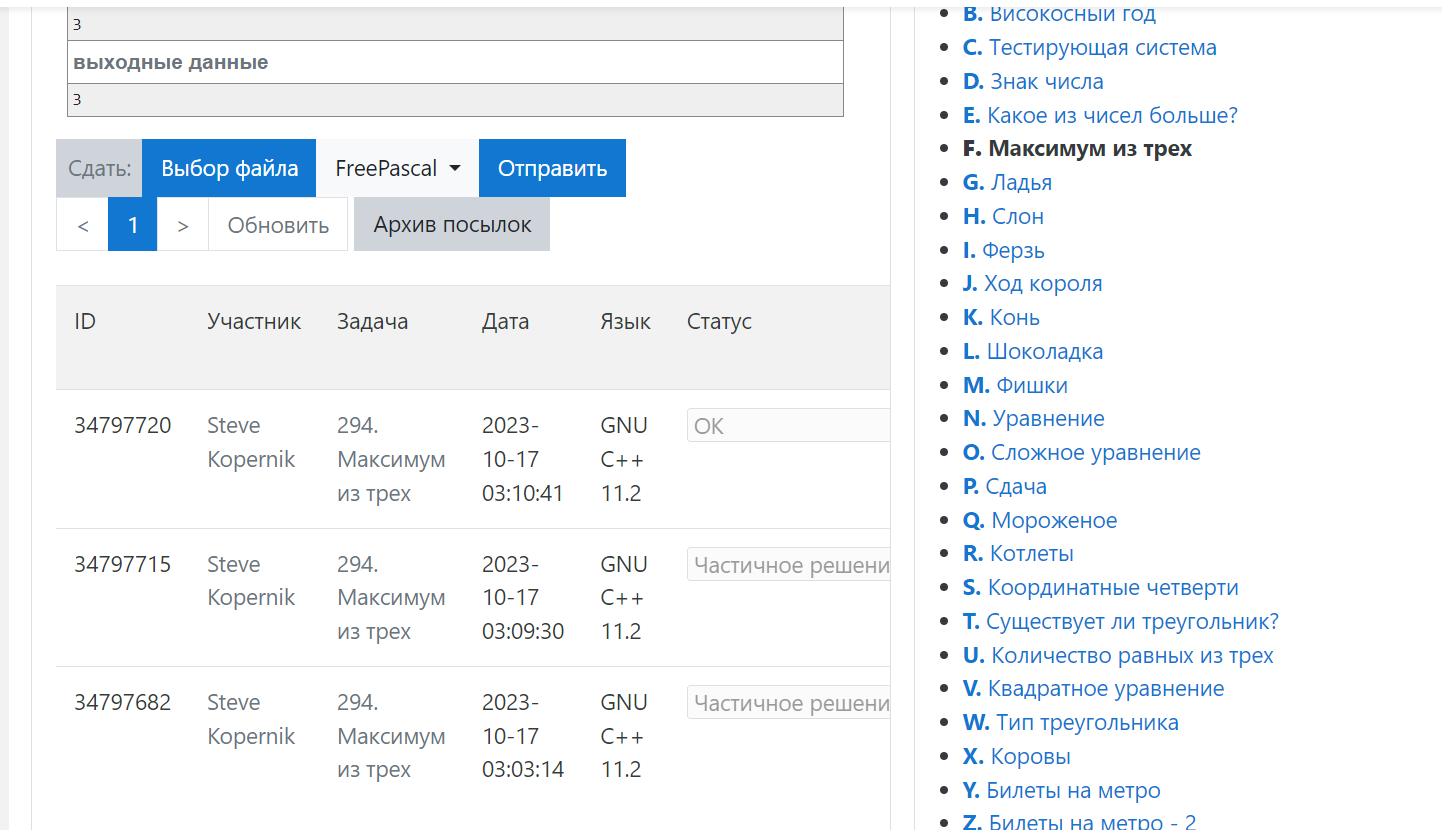 3
выходные данные
3
Сдать: Выбор файла FreePascal Отправить
< 1 > Обновить Архив посылок
ID Участник Задача Дата Язык Статус
34797720 Steve Kopernik 294. Максимум из трех 2023-10-17 03:10:41 GNU C++ 11.2 OK
34797715 Steve Kopernik 294. Максимум из трех 2023-10-17 03:09:30 GNU C++ 11.2 Частичное решени
34797682 Steve Kopernik 294. Максимум из трех 2023-10-17 03:03:14 GNU C++ 11.2 Частичное решени
B. Високосный год
C. Тестирующая система
D. Знак числа
E. Какое из чисел больше?
F. Максимум из трех
G. Ладья
H. Слон
I. Ферзь
J. Ход короля
K. Конь
L. Шоколадка
M. Фишки
N. Уравнение
O. Сложное уравнение
P. Сдача
Q. Мороженое
R. Котлеты
S. Координатные четверти
T. Существует ли треугольник?
U. Количество равных из трех
V. Квадратное уравнение
W. Тип треугольника
X. Коровы
Y. Билеты на метро
Z. Билеты на метро - 2